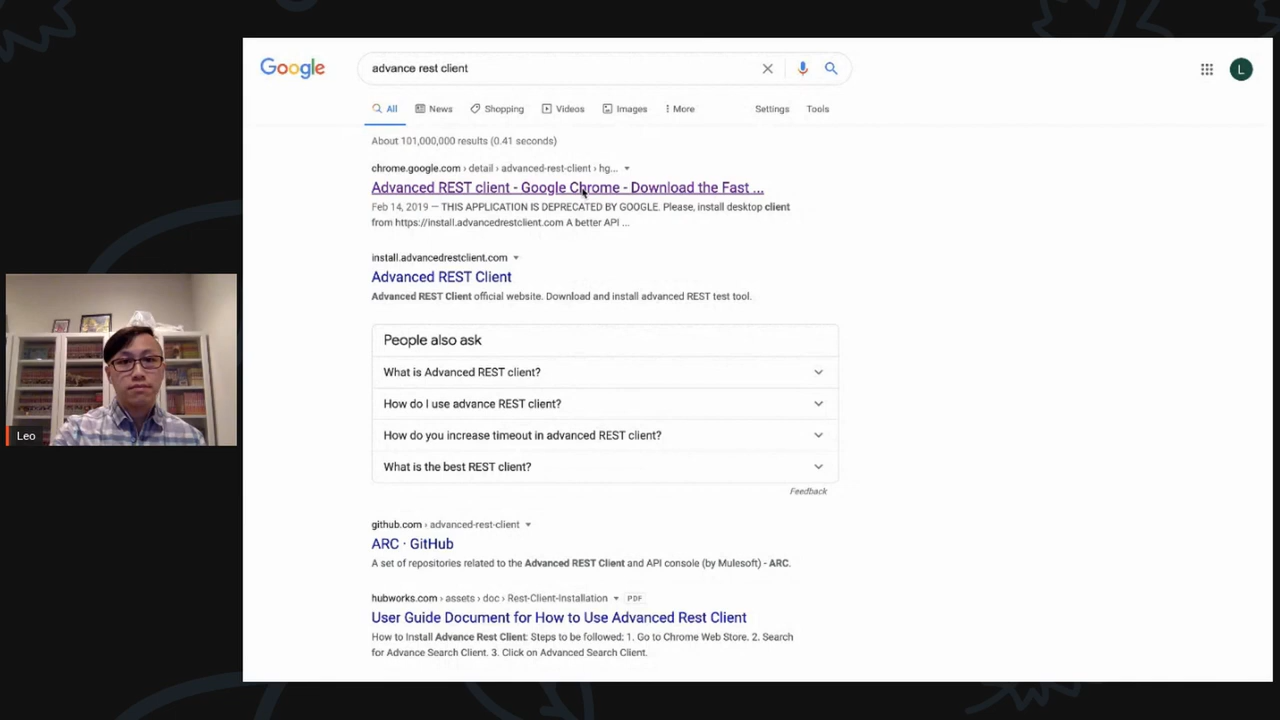 Google
advance rest client
L
All
News
Shopping
Videos
Images
More
Settings
Tools
About 101,000,000 results (0.41 seconds)
chrome.google.com › detail › advanced-rest-client › hg...
Advanced REST client - Google Chrome - Download the Fast ...
Feb 14, 2019 — THIS APPLICATION IS DEPRECATED BY GOOGLE. Please, install desktop client
from https://install.advancedrestclient.com A better API ...
install.advancedrestclient.com
Advanced REST Client
Advanced REST Client official website. Download and install advanced REST test tool.
People also ask
What is Advanced REST client?
How do I use advance REST client?
How do you increase timeout in advanced REST client?
What is the best REST client?
Feedback
github.com › advanced-rest-client
ARC · GitHub
A set of repositories related to the Advanced REST Client and API console (by Mulesoft) - ARC.
hubworks.com › assets › doc › Rest-Client-Installation PDF
User Guide Document for How to Use Advanced Rest Client
How to Install Advance Rest Client: Steps to be followed: 1. Go to Chrome Web Store. 2. Search
for Advance Search Client. 3. Click on Advanced Search Client.
Leo